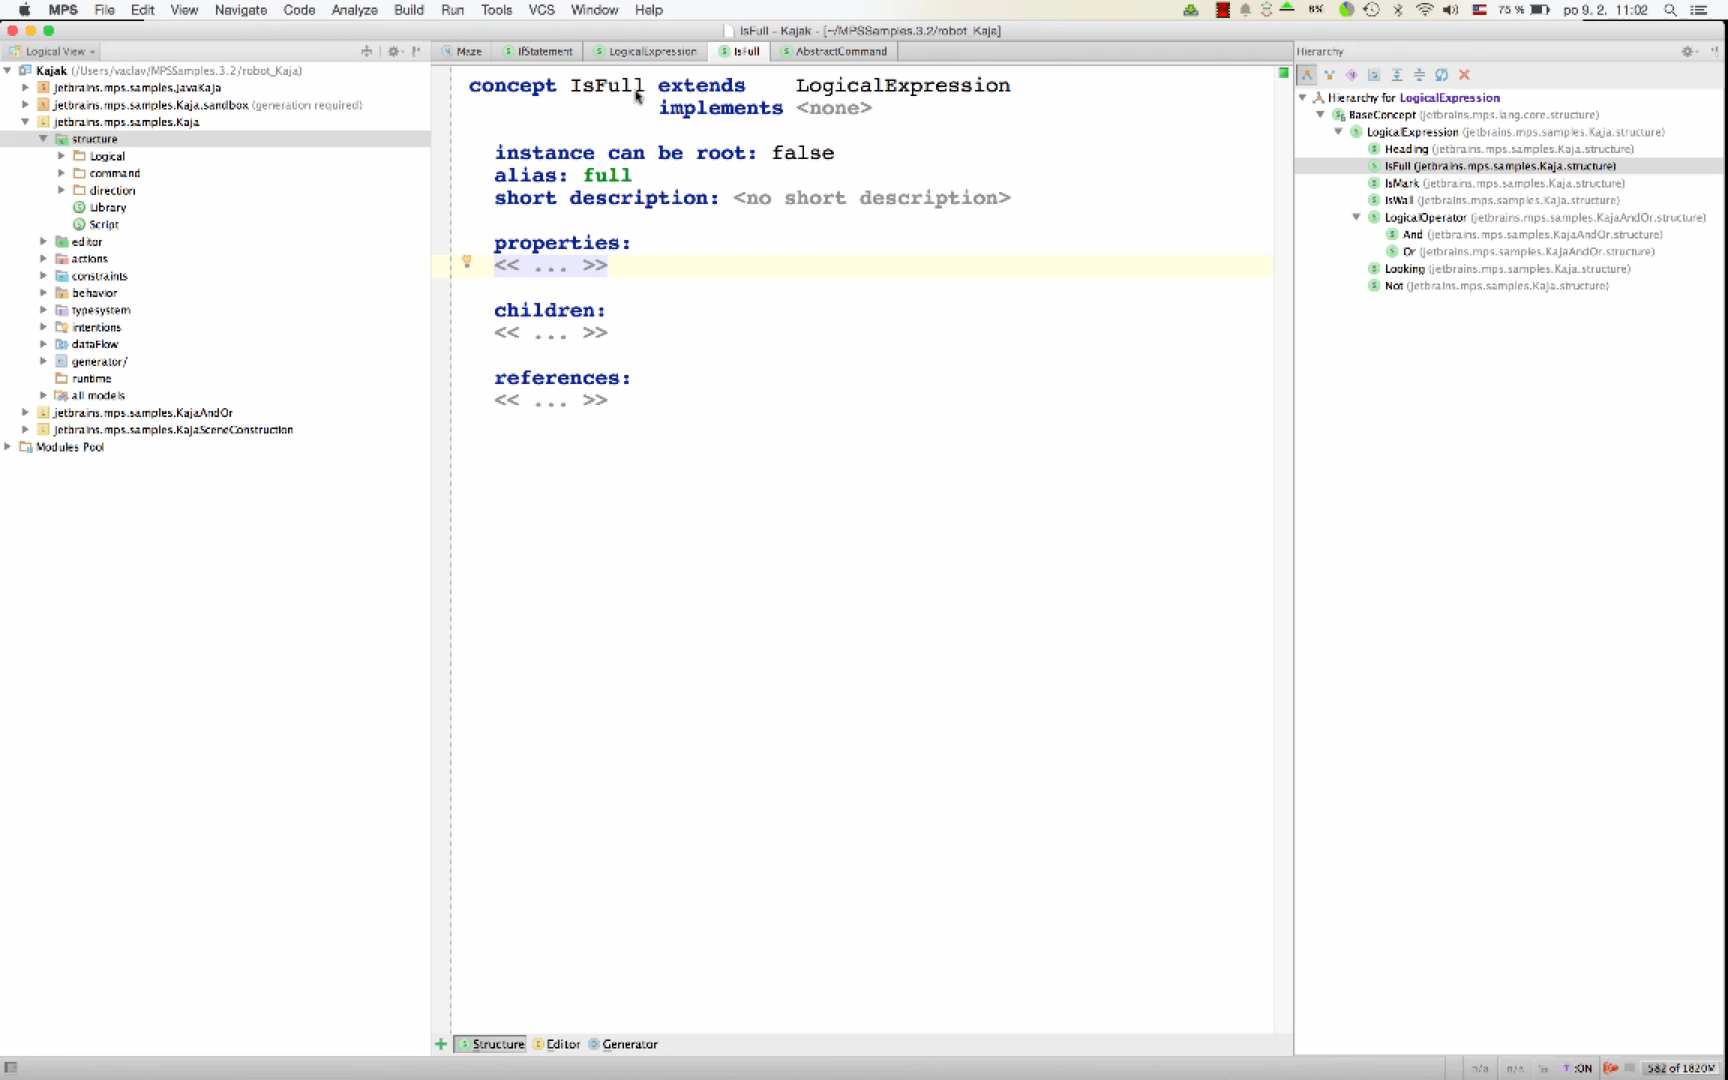 MPS File Edit View Navigate Code Analyze Build Run Tools VCS Window Help 6% 75 % po 9. 2. 11:02
IsFull - Kajak - [~/MPSSamples.3.2/robot_Kaja]
Logical View
Maze
IfStatement
LogicalExpression
IsFull
AbstractCommand
Hierarchy
Kajak (/Users/vaclav/MPSSamples.3.2/robot_Kaja)
jetbrains.mps.samples.JavaKaja
jetbrains.mps.samples.Kaja.sandbox (generation required)
jetbrains.mps.samples.Kaja
structure
Logical
command
direction
Library
Script
editor
actions
constraints
behavior
typesystem
intentions
dataFlow
generator/
runtime
all models
jetbrains.mps.samples.KajaAndOr
jetbrains.mps.samples.KajaSceneConstruction
Modules Pool
concept IsFull extends LogicalExpression
implements <none>
instance can be root: false
alias: full
short description: <no short description>
properties:
<< ... >>
children:
<< ... >>
references:
<< ... >>
Structure Editor Generator
Hierarchy for LogicalExpression
BaseConcept (jetbrains.mps.lang.core.structure)
LogicalExpression (jetbrains.mps.samples.Kaja.structure)
Heading (jetbrains.mps.samples.Kaja.structure)
IsFull (jetbrains.mps.samples.Kaja.structure)
IsMark (jetbrains.mps.samples.Kaja.structure)
IsWall (jetbrains.mps.samples.Kaja.structure)
LogicalOperator (jetbrains.mps.samples.KajaAndOr.structure)
And (jetbrains.mps.samples.KajaAndOr.structure)
Or (jetbrains.mps.samples.KajaAndOr.structure)
Looking (jetbrains.mps.samples.Kaja.structure)
Not (jetbrains.mps.samples.Kaja.structure)
n/a n/a T :ON 582 of 1820M